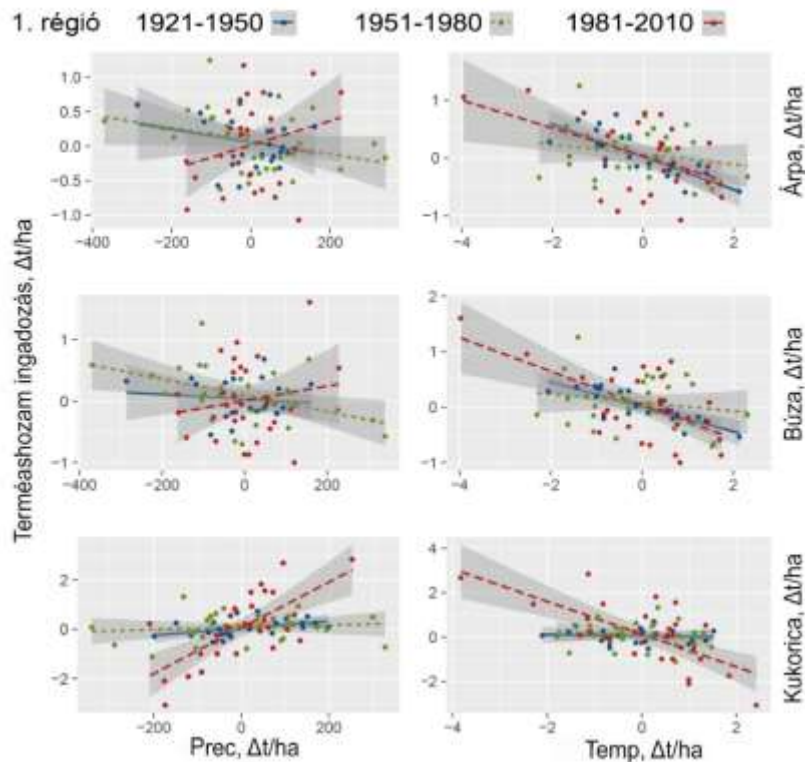 1. régió 1921-1950 1951-1980 1981-2010
Terméashozam ingadozás, Δt/ha
1.0
0.5
0.0
−0.5
−1.0
−400 −200 0 200
1
0
−1
−4 −2 0 2
Árpa, Δt/ha
1
0
−1
−400 −200 0 200
2
1
0
−1
−4 −2 0 2
Búza, Δt/ha
2
0
−2
−200 0 200
Prec, Δt/ha
4
2
0
−2
−4 −2 0 2
Temp, Δt/ha
Kukorica, Δt/ha